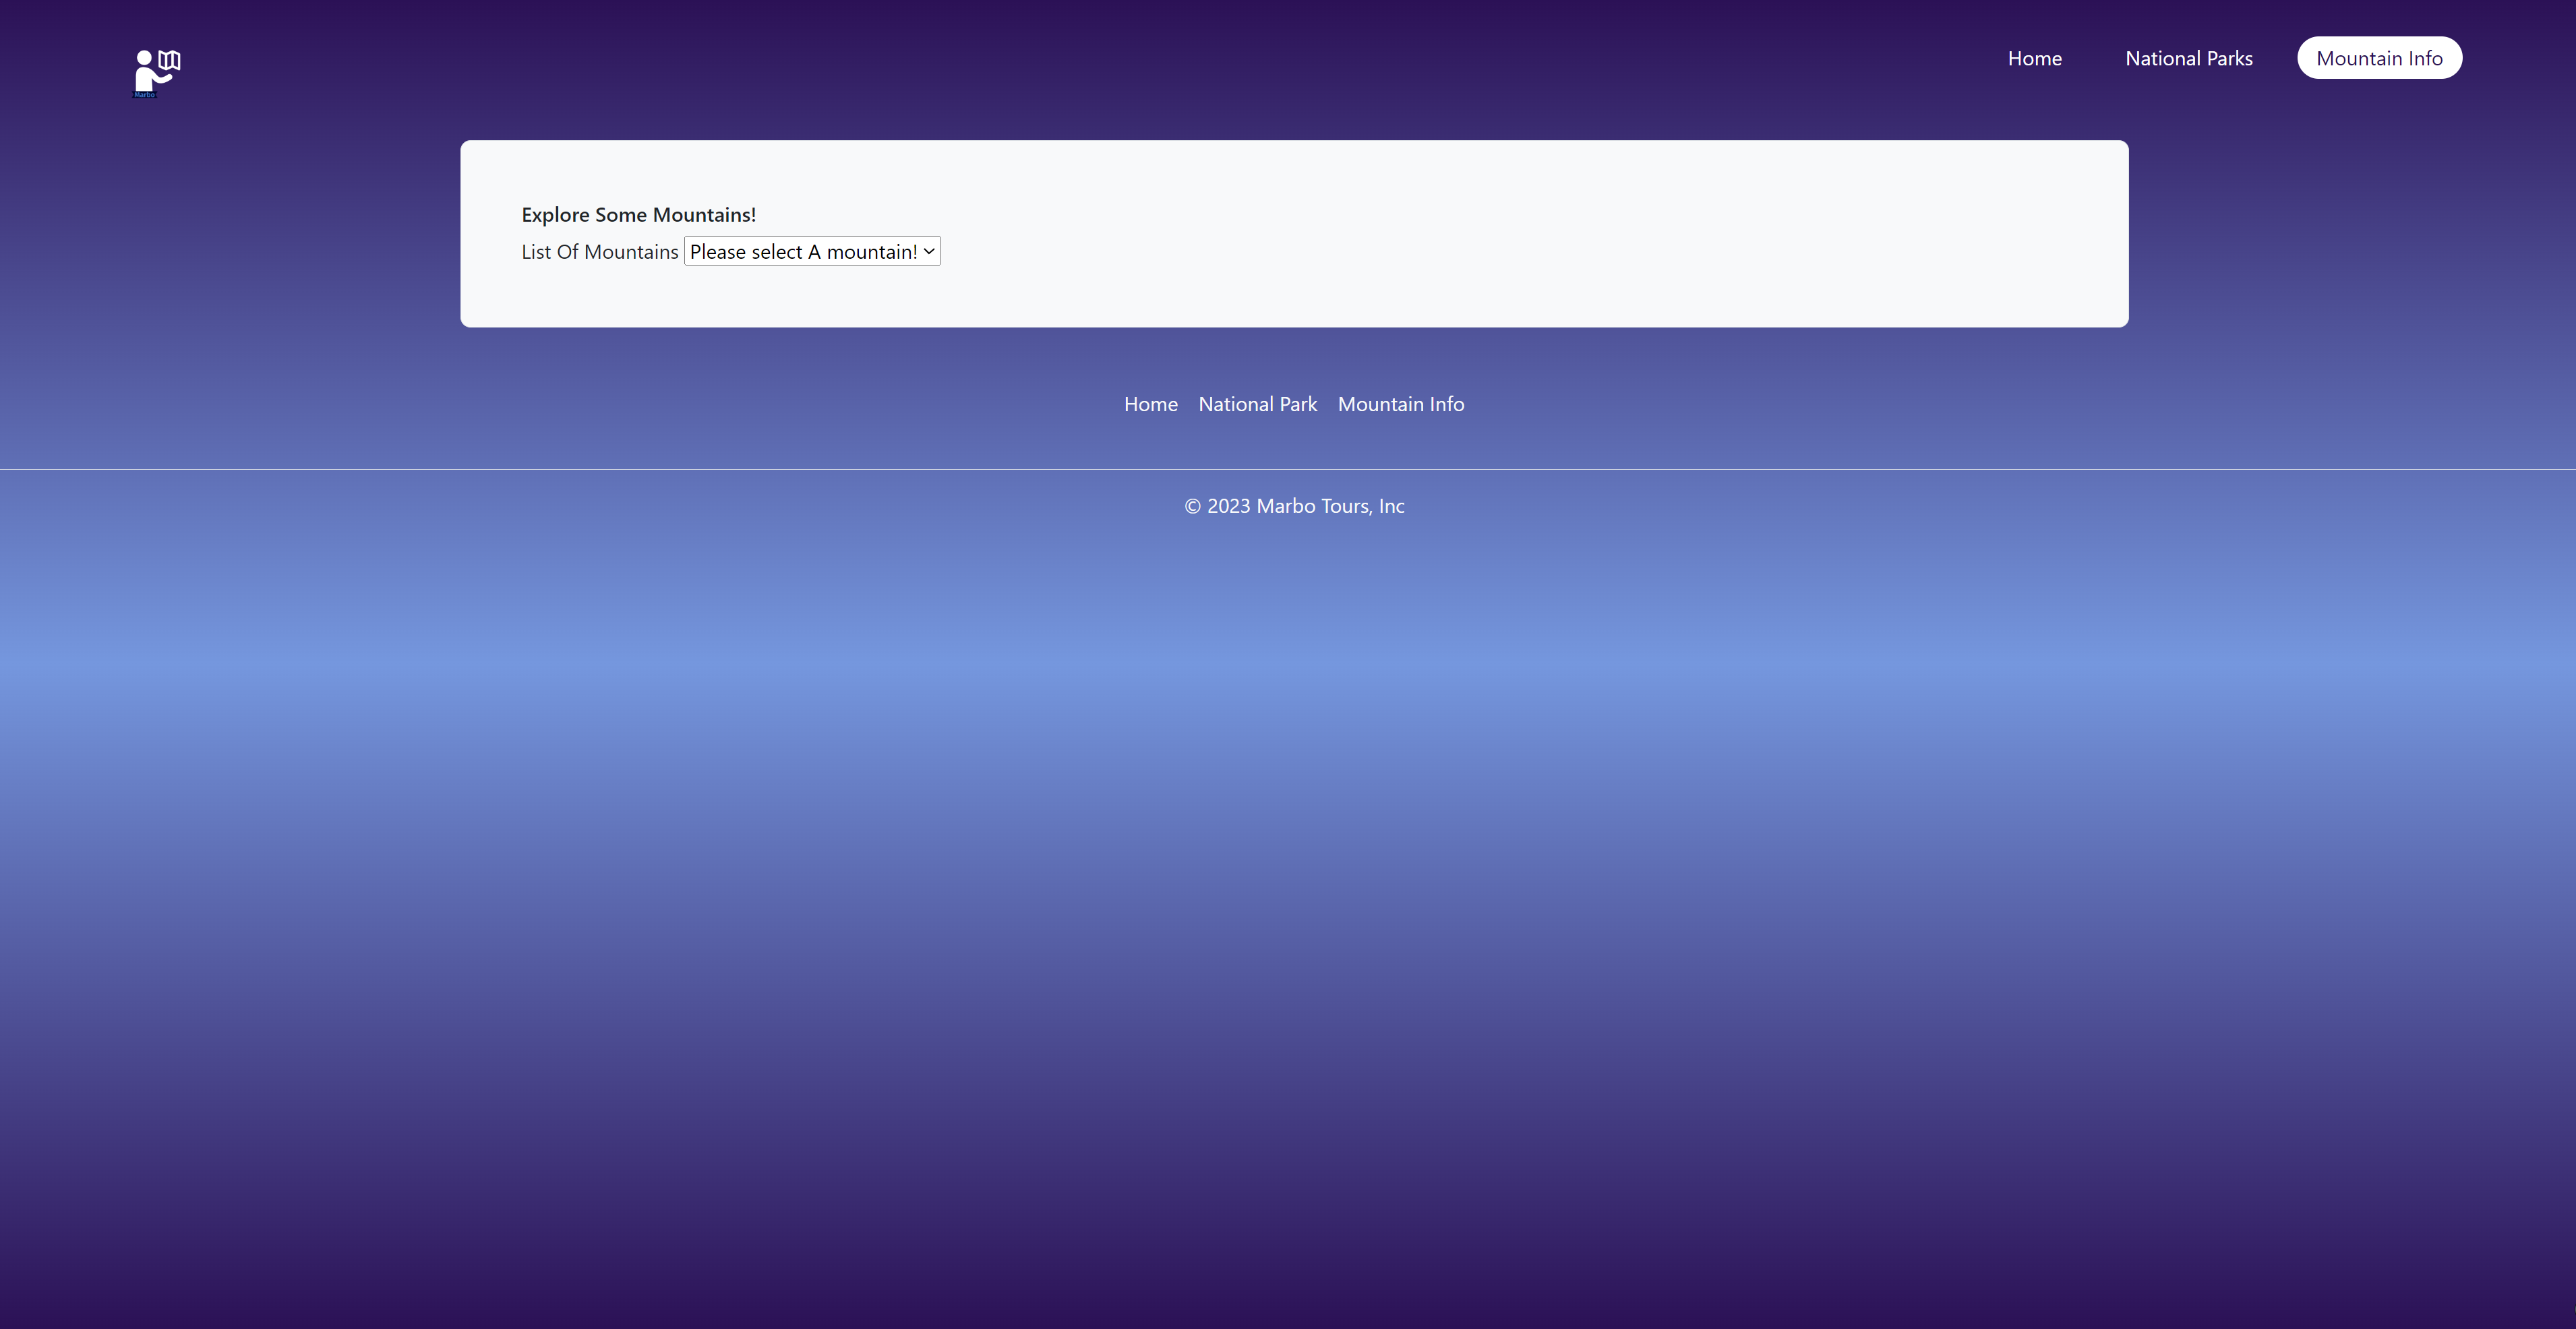 Marbo
Home National Parks Mountain Info
Explore Some Mountains!
List Of Mountains Please select A mountain!
Home National Park Mountain Info
© 2023 Marbo Tours, Inc